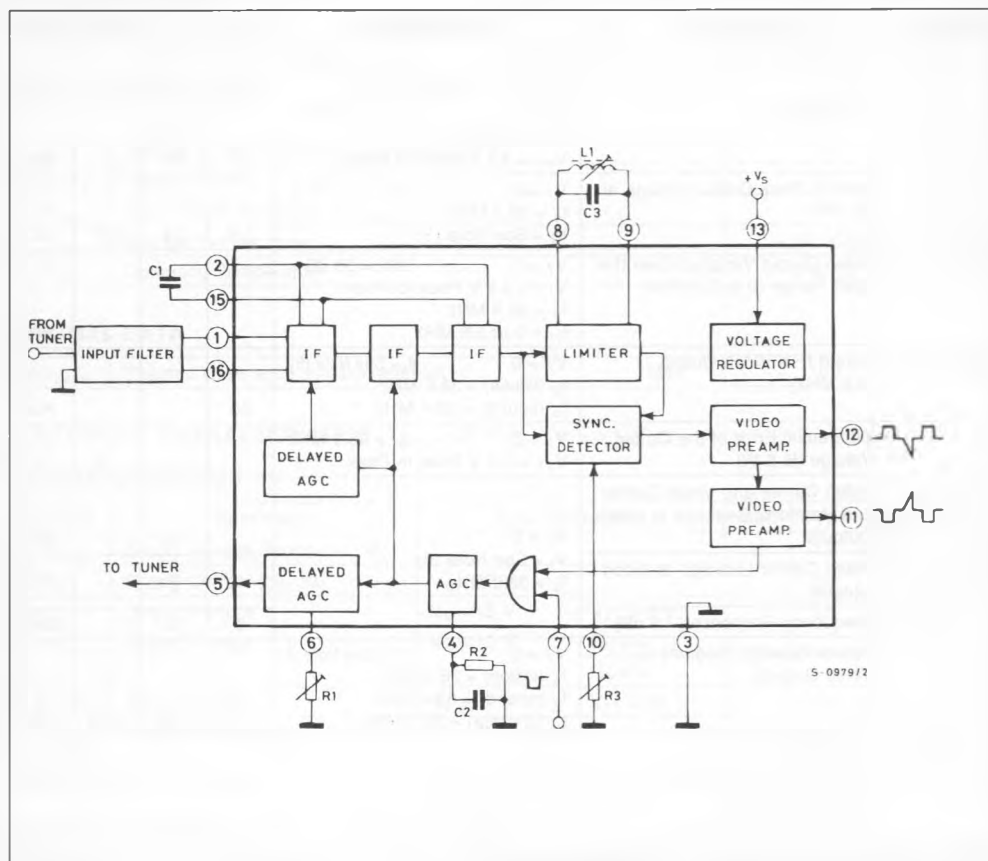 L1
C3
+VS
8
9
13
C1
2
15
FROM
TUNER
1
16
INPUT FILTER
IF
IF
IF
LIMITER
VOLTAGE
REGULATOR
SYNC.
DETECTOR
VIDEO
PREAMP.
12
DELAYED
AGC
VIDEO
PREAMP.
11
TO TUNER
5
DELAYED
AGC
AGC
6
4
7
10
3
S-0979/2
R1
R2
C2
R3